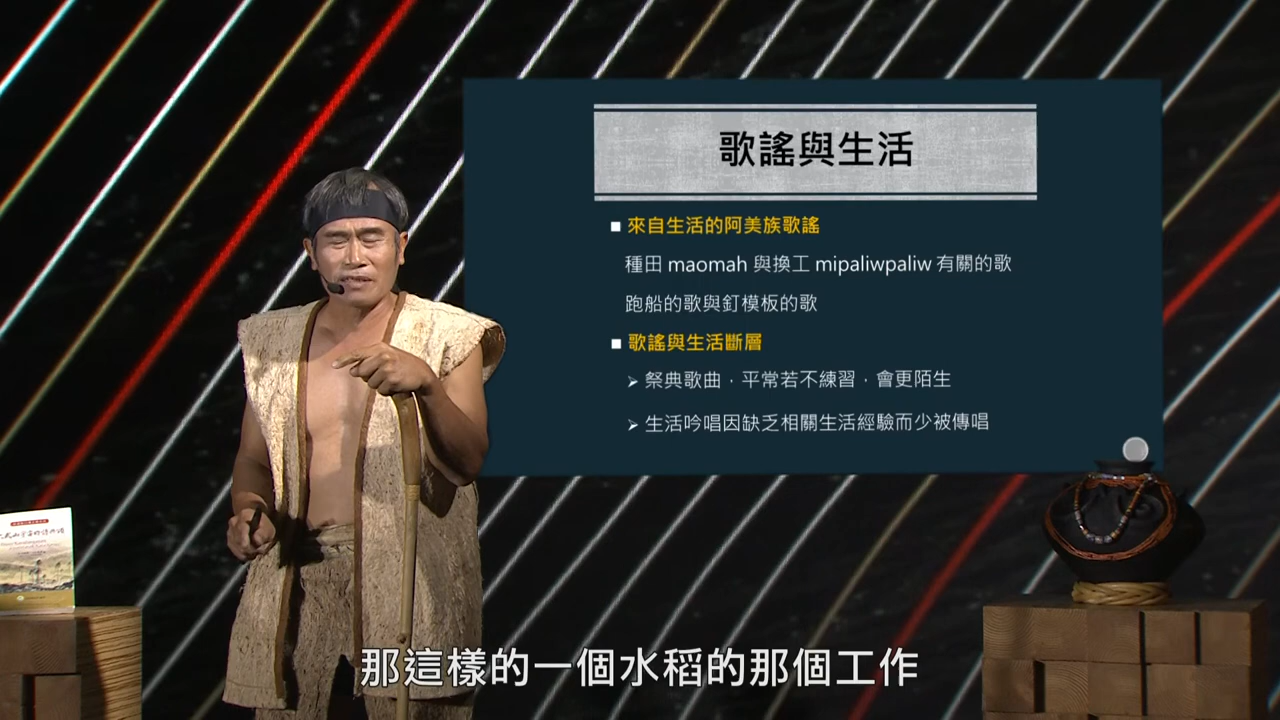 歌謠與生活
■ 來自生活的阿美族歌謠
種田 maomah 與換工 mipaliwpaliw 有關的歌
跑船的歌與釘模板的歌
■ 歌謠與生活斷層
➢ 祭典歌曲，平常若不練習，會更陌生
➢ 生活吟唱因缺乏相關生活經驗而少被傳唱
那這樣的一個水稻的那個工作